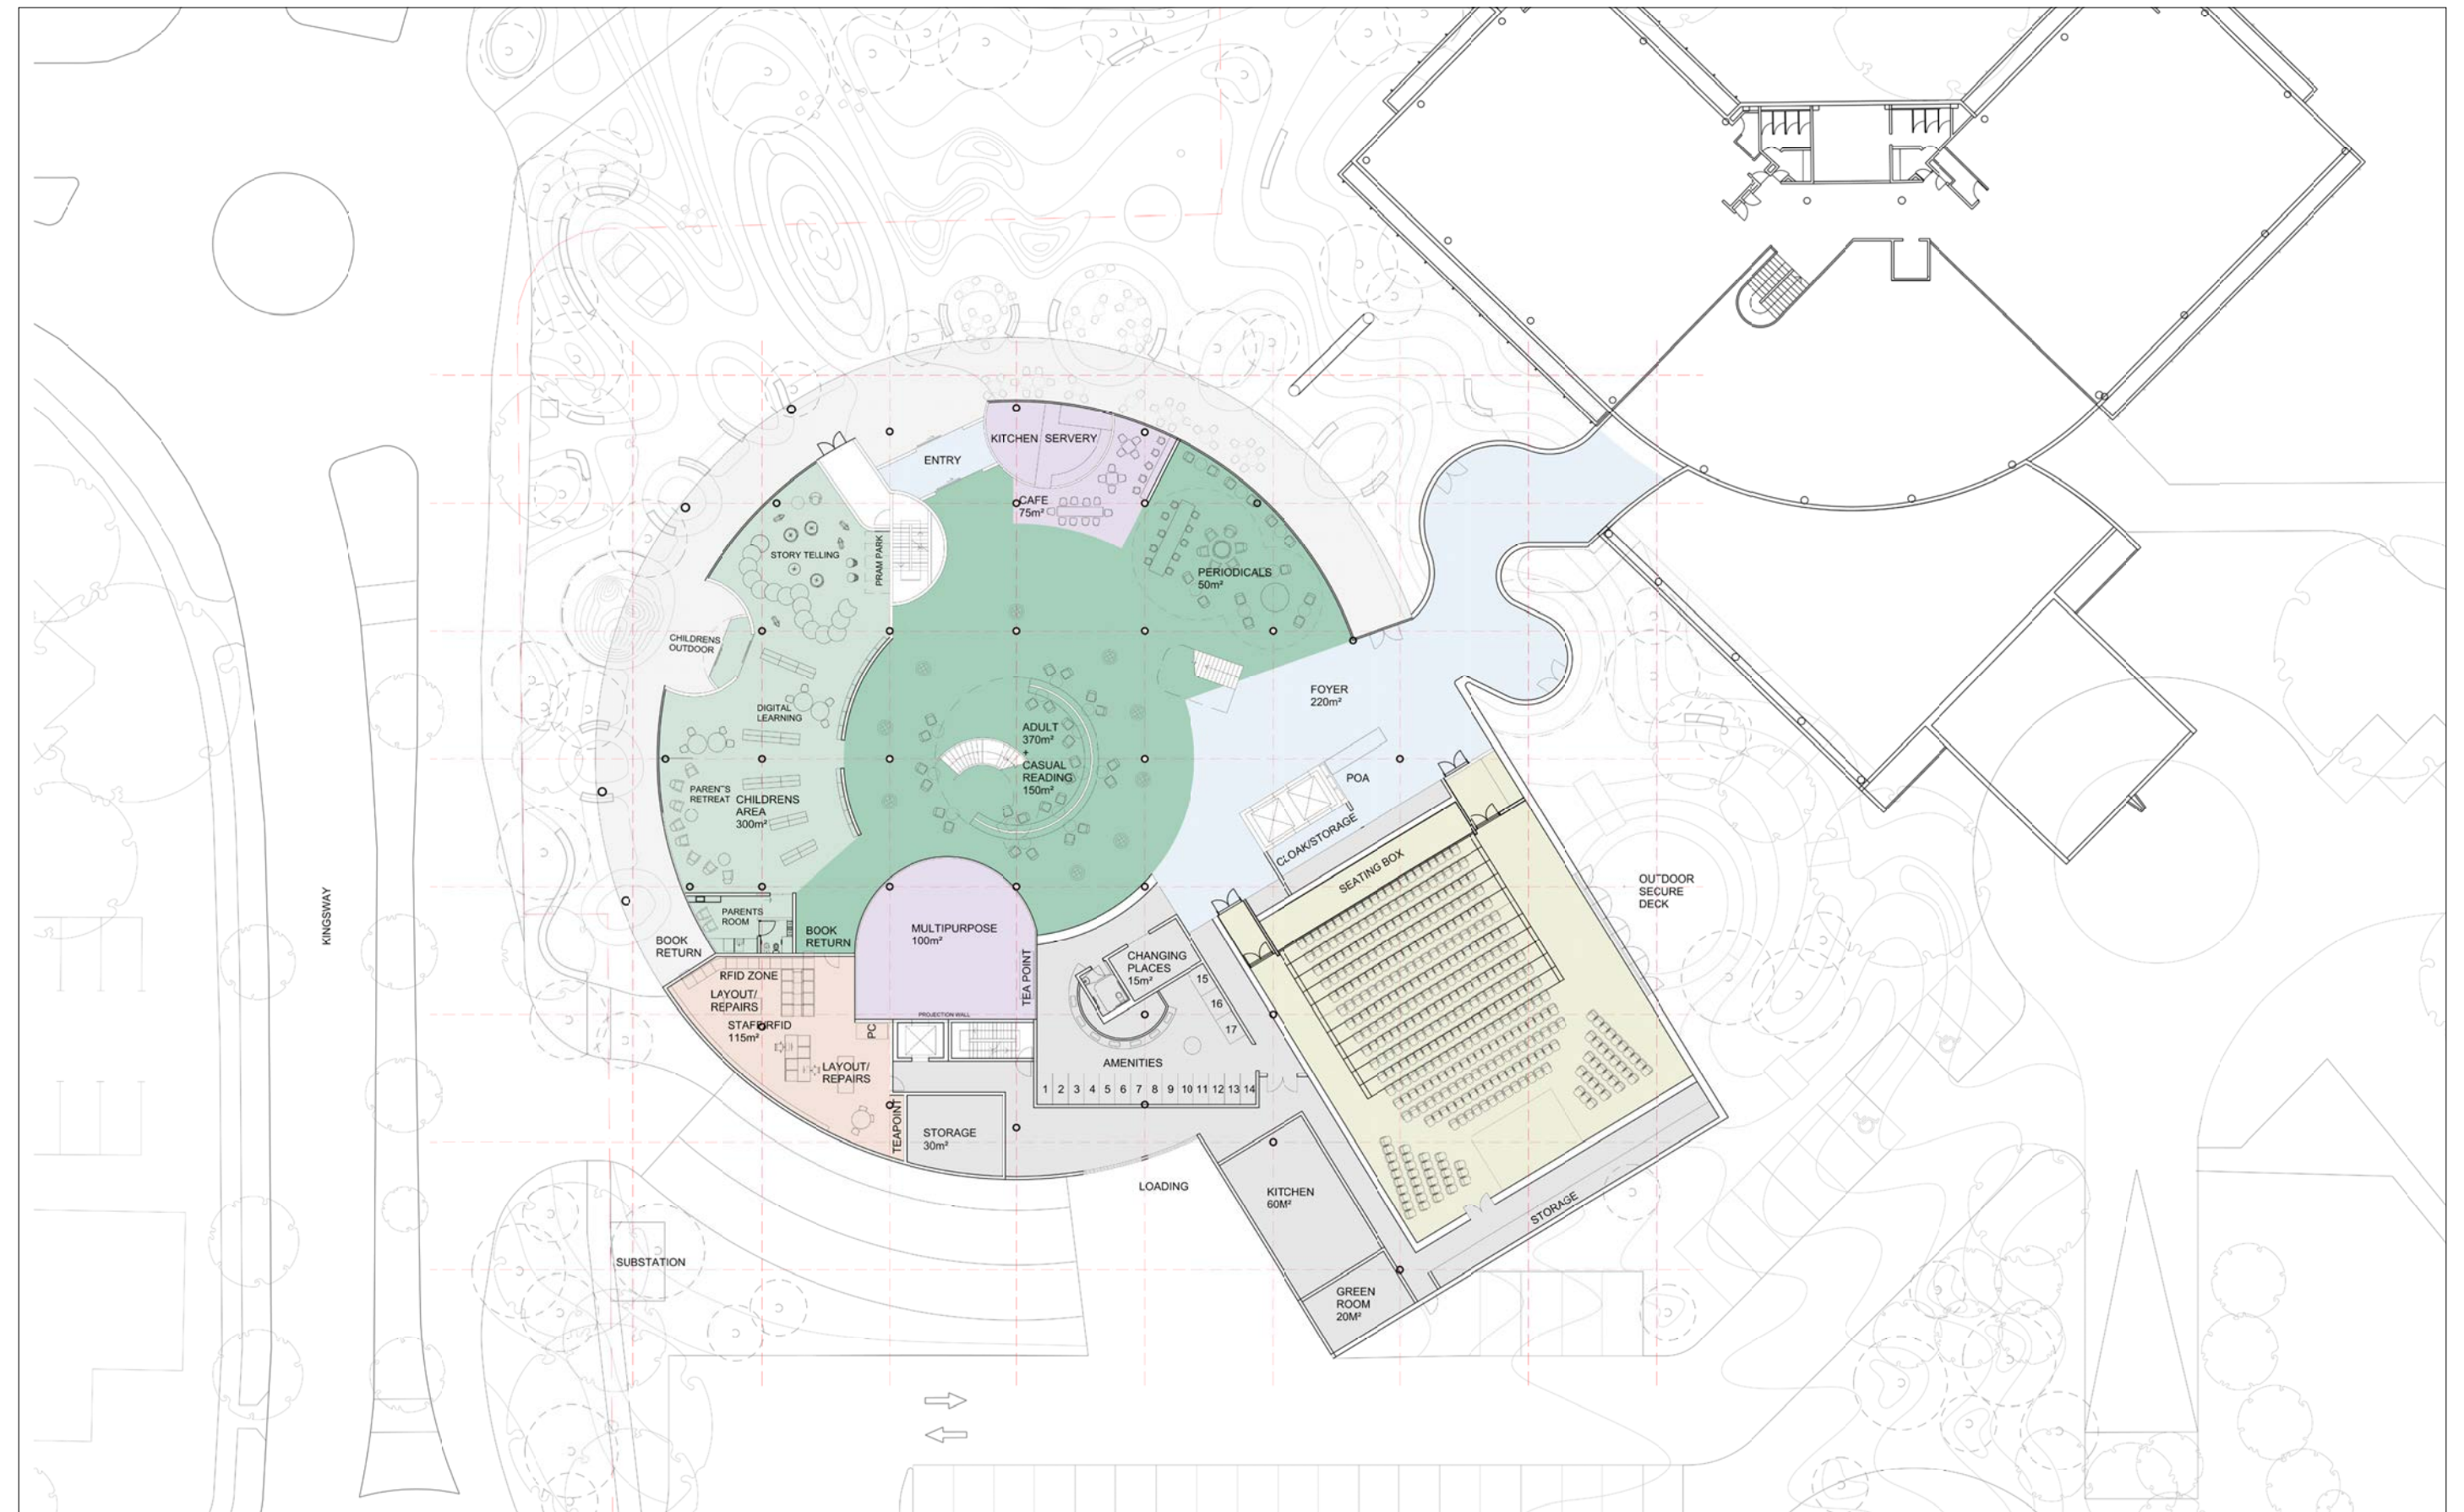 KITCHEN SERVERY
ENTRY
CAFE
75m²
STORY TELLING
PRAM PARK
PERIODICALS
50m²
CHILDRENS
OUTDOOR
DIGITAL
LEARNING
FOYER
220m²
ADULT
370m²
+
CASUAL
READING
150m²
POA
PARENTS
RETREAT
CHILDRENS
AREA
300m²
CLOAK/STORAGE
SEATING BOX
OUTDOOR
SECURE
DECK
KINGSWAY
PARENTS
ROOM
BOOK
RETURN
BOOK
RETURN
MULTIPURPOSE
100m²
TEA POINT
CHANGING
PLACES
15m²
15
16
17
RFID ZONE
LAYOUT/
REPAIRS
STAFF/RFID
115m²
PROJECTION WALL
PC
LAYOUT/
REPAIRS
AMENITIES
1 2 3 4 5 6 7 8 9 10 11 12 13 14
TEAPOINT
STORAGE
30m²
LOADING
KITCHEN
60M²
STORAGE
SUBSTATION
GREEN
ROOM
20M²